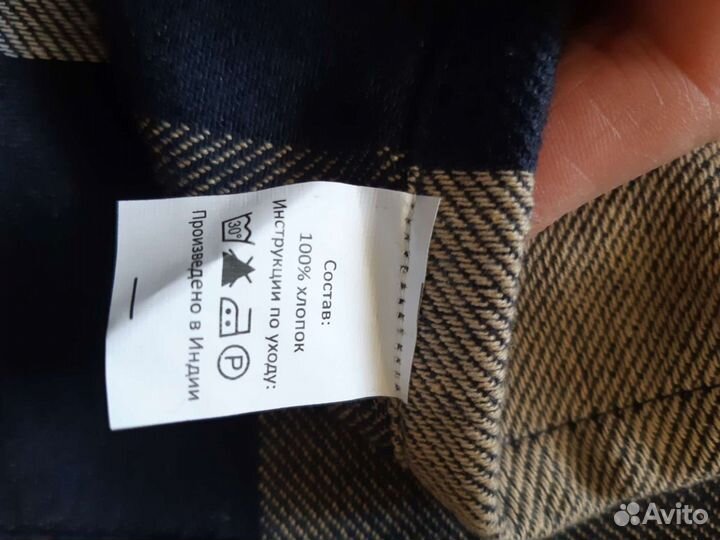 Состав:
100% хлопок
Инструкции по уходу:
30° P
Произведено в Индии
Avito